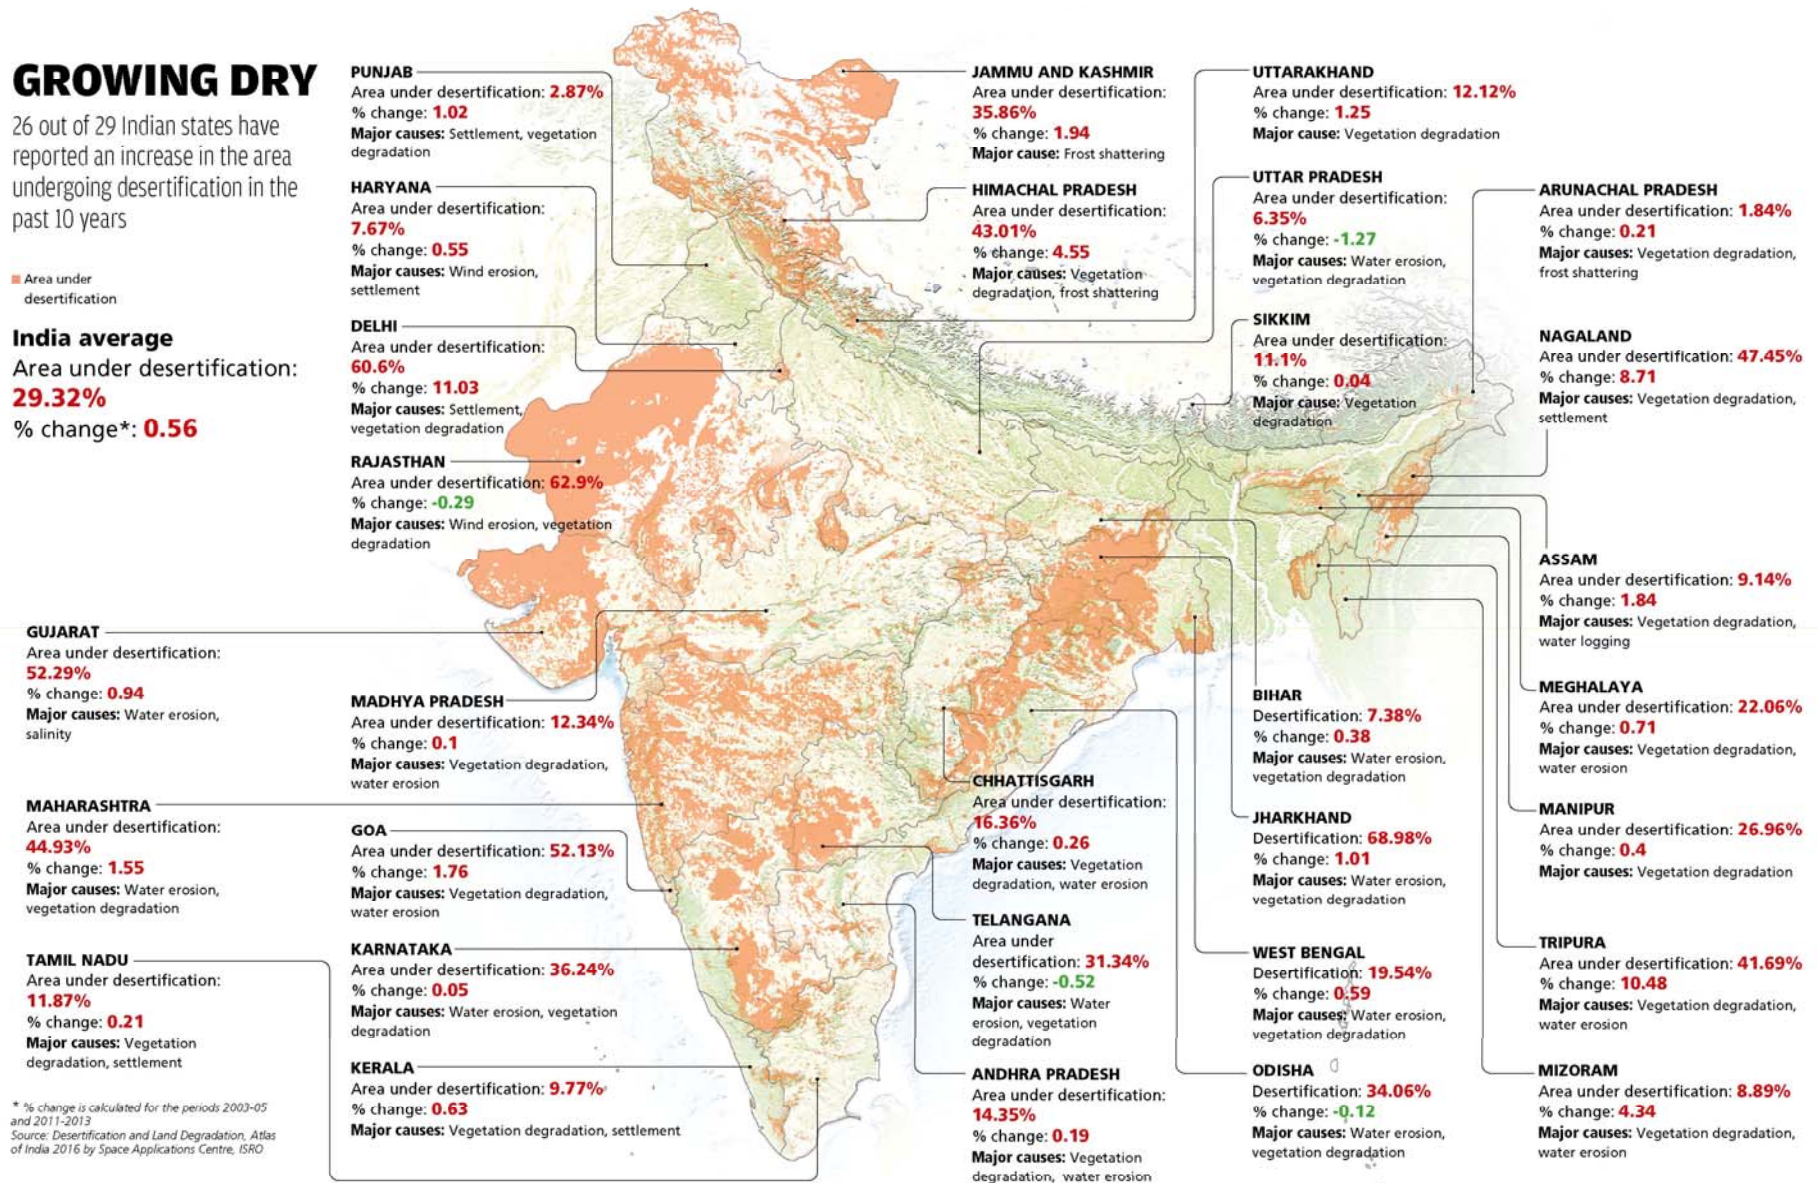 GROWING DRY
26 out of 29 Indian states have
reported an increase in the area
undergoing desertification in the
past 10 years
Area under
desertification
India average
Area under desertification:
29.32%
% change*: 0.56
PUNJAB
Area under desertification: 2.87%
% change: 1.02
Major causes: Settlement, vegetation
degradation
HARYANA
Area under desertification:
7.67%
% change: 0.55
Major causes: Wind erosion,
settlement
DELHI
Area under desertification:
60.6%
% change: 11.03
Major causes: Settlement,
vegetation degradation
RAJASTHAN
Area under desertification: 62.9%
% change: -0.29
Major causes: Wind erosion, vegetation
degradation
GUJARAT
Area under desertification:
52.29%
% change: 0.94
Major causes: Water erosion,
salinity
MADHYA PRADESH
Area under desertification: 12.34%
% change: 0.1
Major causes: Vegetation degradation,
water erosion
MAHARASHTRA
Area under desertification:
44.93%
% change: 1.55
Major causes: Water erosion,
vegetation degradation
GOA
Area under desertification: 52.13%
% change: 1.76
Major causes: Vegetation degradation,
water erosion
TAMIL NADU
Area under desertification:
11.87%
% change: 0.21
Major causes: Vegetation
degradation, settlement
KARNATAKA
Area under desertification: 36.24%
% change: 0.05
Major causes: Water erosion, vegetation
degradation
KERALA
Area under desertification: 9.77%
% change: 0.63
Major causes: Vegetation degradation, settlement
* % change is calculated for the periods 2003-05
and 2011-2013
Source: Desertification and Land Degradation, Atlas
of India 2016 by Space Applications Centre, ISRO
JAMMU AND KASHMIR
Area under desertification:
35.86%
% change: 1.94
Major cause: Frost shattering
HIMACHAL PRADESH
Area under desertification:
43.01%
% change: 4.55
Major causes: Vegetation
degradation, frost shattering
UTTARAKHAND
Area under desertification: 12.12%
% change: 1.25
Major cause: Vegetation degradation
UTTAR PRADESH
Area under desertification:
6.35%
% change: -1.27
Major causes: Water erosion,
vegetation degradation
SIKKIM
Area under desertification:
11.1%
% change: 0.04
Major cause: Vegetation
degradation
ARUNACHAL PRADESH
Area under desertification: 1.84%
% change: 0.21
Major causes: Vegetation degradation,
frost shattering
NAGALAND
Area under desertification: 47.45%
% change: 8.71
Major causes: Vegetation degradation,
settlement
ASSAM
Area under desertification: 9.14%
% change: 1.84
Major causes: Vegetation degradation,
water logging
MEGHALAYA
Area under desertification: 22.06%
% change: 0.71
Major causes: Vegetation degradation,
water erosion
MANIPUR
Area under desertification: 26.96%
% change: 0.4
Major causes: Vegetation degradation
TRIPURA
Area under desertification: 41.69%
% change: 10.48
Major causes: Vegetation degradation,
water erosion
MIZORAM
Area under desertification: 8.89%
% change: 4.34
Major causes: Vegetation degradation,
water erosion
BIHAR
Desertification: 7.38%
% change: 0.38
Major causes: Water erosion,
vegetation degradation
JHARKHAND
Desertification: 68.98%
% change: 1.01
Major causes: Water erosion,
vegetation degradation
WEST BENGAL
Desertification: 19.54%
% change: 0.59
Major causes: Water erosion,
vegetation degradation
ODISHA
Desertification: 34.06%
% change: -0.12
Major causes: Water erosion,
vegetation degradation
CHHATTISGARH
Area under desertification:
16.36%
% change: 0.26
Major causes: Vegetation
degradation, water erosion
TELANGANA
Area under
desertification: 31.34%
% change: -0.52
Major causes: Water
erosion, vegetation
degradation
ANDHRA PRADESH
Area under desertification:
14.35%
% change: 0.19
Major causes: Vegetation
degradation, water erosion